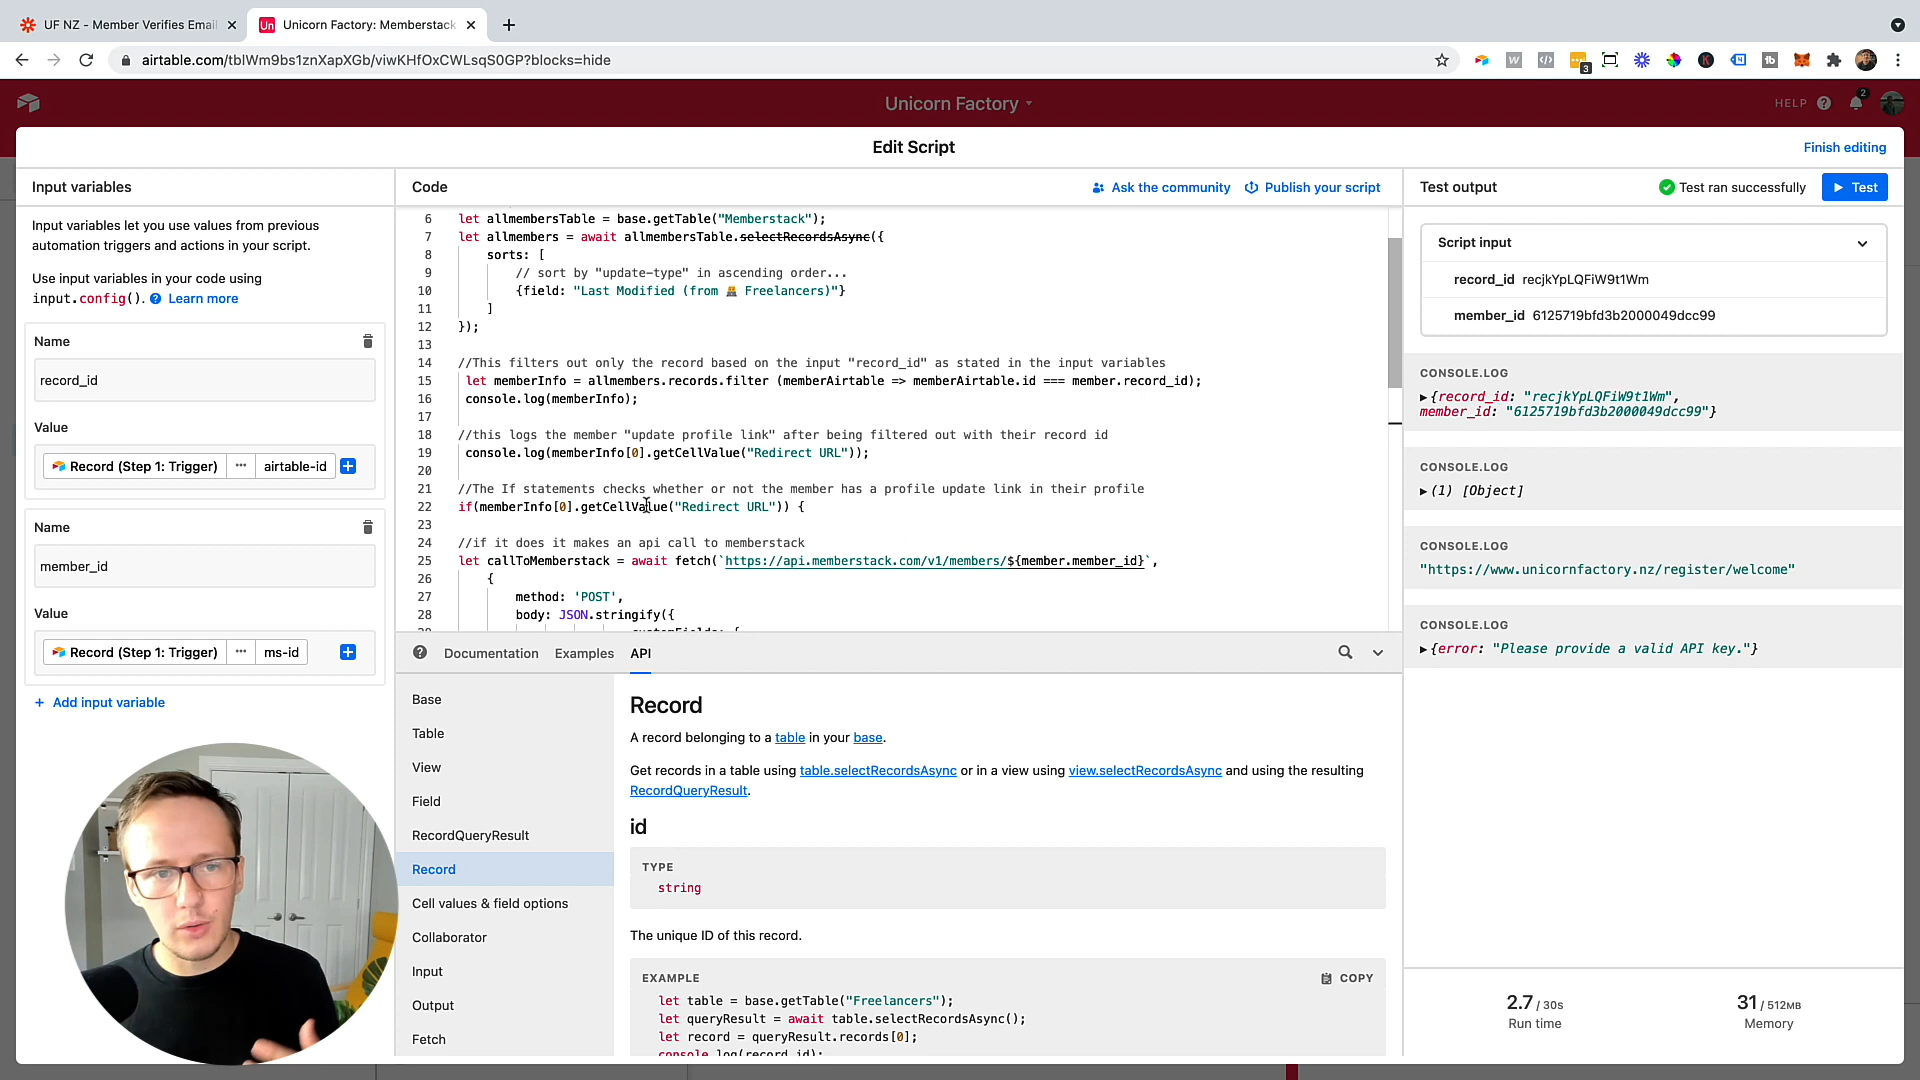 UF NZ - Member Verifies Email
Unicorn Factory: Memberstack
airtable.com/tblWm9bs1znXapXGb/viwKHfOxCWLsqS0GP?blocks=hide
3
Unicorn Factory
HELP
2
Edit Script
Finish editing
Input variables
Input variables let you use values from previous
automation triggers and actions in your script.
Use input variables in your code using
input.config(). Learn more
Name
record_id
Value
Record (Step 1: Trigger) ... airtable-id
Name
member_id
Value
Record (Step 1: Trigger) ... ms-id
+ Add input variable
Code
Ask the community
Publish your script
6 let allmembersTable = base.getTable("Memberstack");
7 let allmembers = await allmembersTable.selectRecordsAsync({
8 sorts: [
9 // sort by "update-type" in ascending order...
10 {field: "Last Modified (from 👩‍💻 Freelancers)"}
11 ]
12 });
13
14 //This filters out only the record based on the input "record_id" as stated in the input variables
15 let memberInfo = allmembers.records.filter (memberAirtable => memberAirtable.id === member.record_id);
16 console.log(memberInfo);
17
18 //this logs the member "update profile link" after being filtered out with their record id
19 console.log(memberInfo[0].getCellValue("Redirect URL"));
20
21 //The If statements checks whether or not the member has a profile update link in their profile
22 if(memberInfo[0].getCellValue("Redirect URL")) {
23
24 //if it does it makes an api call to memberstack
25 let callToMemberstack = await fetch(`https://api.memberstack.com/v1/members/${member.member_id}`,
26 {
27 method: 'POST',
28 body: JSON.stringify({
29 customFields: {
Documentation
Examples
API
Base
Table
View
Field
RecordQueryResult
Record
Cell values & field options
Collaborator
Input
Output
Fetch
Record
A record belonging to a table in your base.
Get records in a table using table.selectRecordsAsync or in a view using view.selectRecordsAsync and using the resulting
RecordQueryResult.
id
TYPE
string
The unique ID of this record.
EXAMPLE
COPY
let table = base.getTable("Freelancers");
let queryResult = await table.selectRecordsAsync();
let record = queryResult.records[0];
console.log(record.id);
Test output
Test ran successfully
Test
Script input
record_id recjkYpLQFiW9t1Wm
member_id 6125719bfd3b2000049dcc99
CONSOLE.LOG
▶{record_id: "recjkYpLQFiW9t1Wm",
member_id: "6125719bfd3b2000049dcc99"}
CONSOLE.LOG
▶(1) [Object]
CONSOLE.LOG
"https://www.unicornfactory.nz/register/welcome"
CONSOLE.LOG
▶{error: "Please provide a valid API key."}
2.7 / 30s
Run time
31 / 512MB
Memory